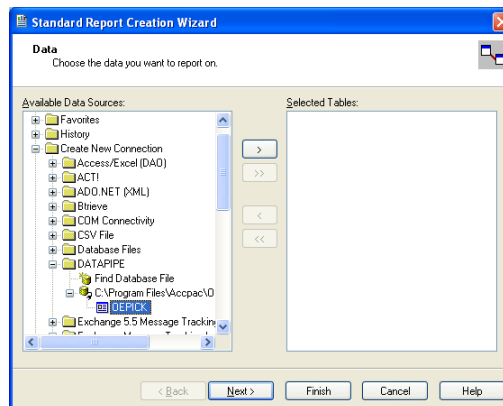 Standard Report Creation Wizard
Data
Choose the data you want to report on.
Available Data Sources:
Selected Tables:
Favorites
History
Create New Connection
Access/Excel (DAO)
ACT!
ADO.NET (XML)
Btrieve
COM Connectivity
CSV File
Database Files
DATAPIPE
Find Database File
C:\Program Files\Accpac\O
OEPICK
Exchange 5.5 Message Tracking
>
>>
<
<<
< Back
Next >
Finish
Cancel
Help